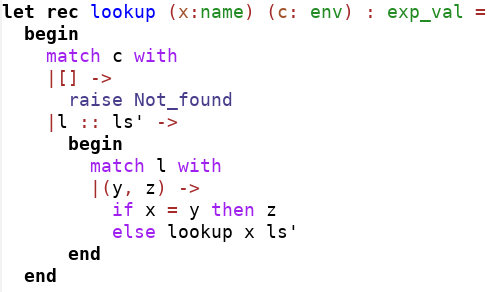 let rec lookup (x:name) (c: env) : exp_val =
  begin
    match c with
    |[] ->
      raise Not_found
    |l :: ls' ->
      begin
        match l with
        |(y, z) ->
          if x = y then z
          else lookup x ls'
      end
  end